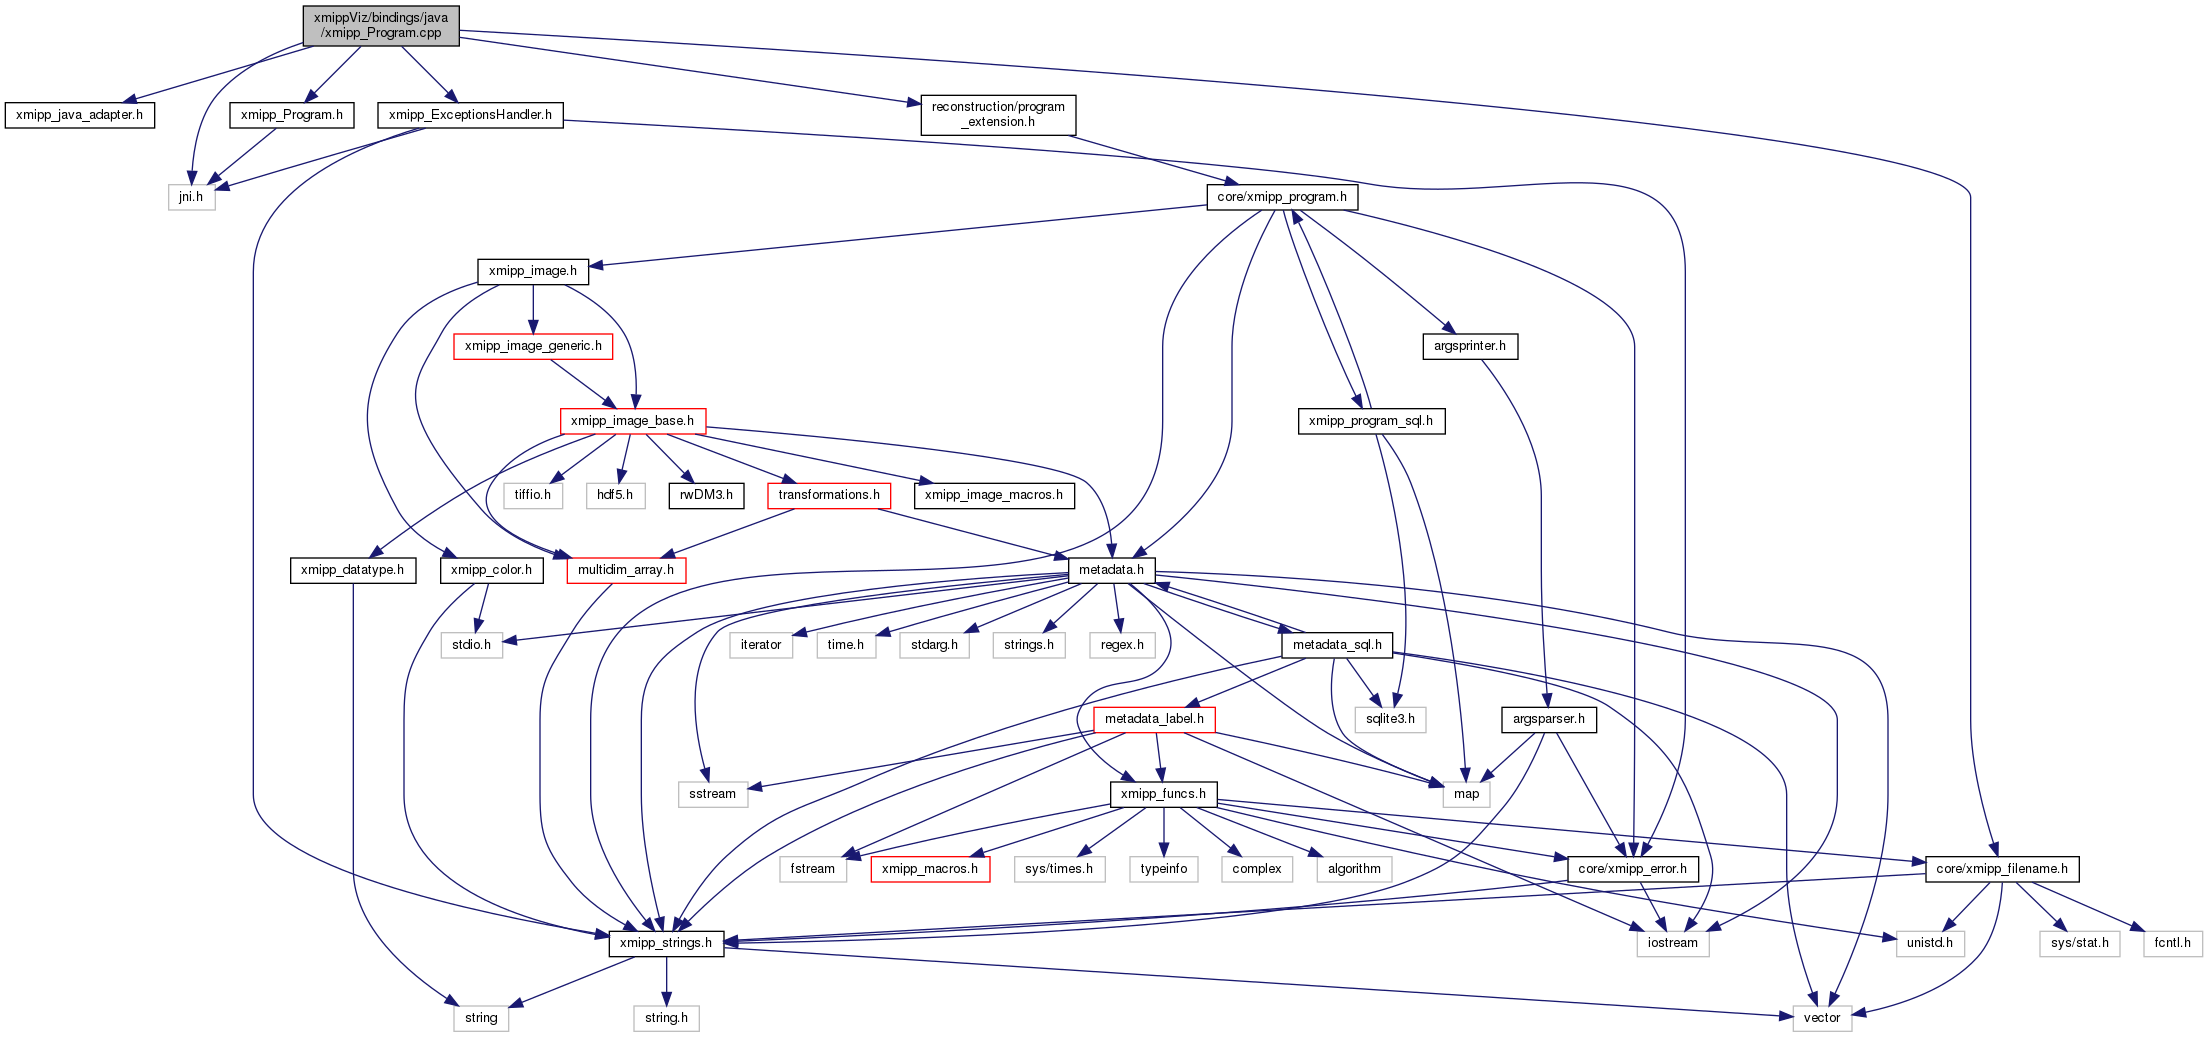 xmippViz/bindings/java
/xmipp_Program.cpp
xmipp_java_adapter.h
xmipp_Program.h
xmipp_ExceptionsHandler.h
reconstruction/program
_extension.h
jni.h
core/xmipp_program.h
xmipp_image.h
xmipp_image_generic.h
argsprinter.h
xmipp_image_base.h
xmipp_program_sql.h
tiffio.h
hdf5.h
rwDM3.h
transformations.h
xmipp_image_macros.h
xmipp_datatype.h
xmipp_color.h
multidim_array.h
metadata.h
stdio.h
iterator
time.h
stdarg.h
strings.h
regex.h
metadata_sql.h
metadata_label.h
sqlite3.h
argsparser.h
sstream
xmipp_funcs.h
map
fstream
xmipp_macros.h
sys/times.h
typeinfo
complex
algorithm
core/xmipp_error.h
core/xmipp_filename.h
xmipp_strings.h
iostream
unistd.h
sys/stat.h
fcntl.h
string
string.h
vector